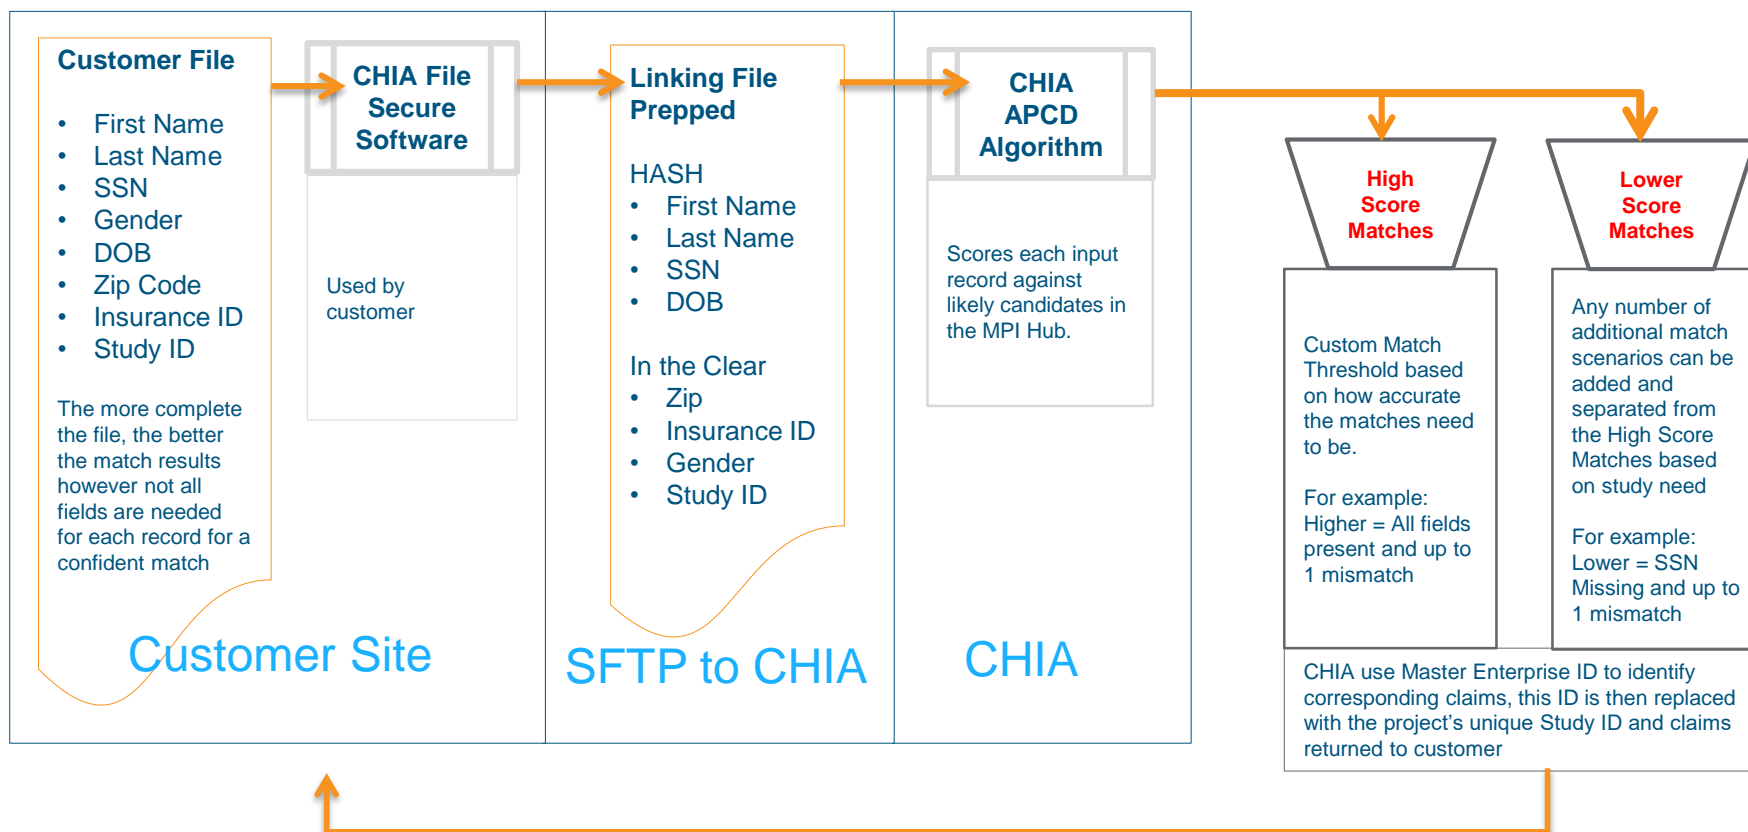 Customer File
• First Name
• Last Name
• SSN
• Gender
• DOB
• Zip Code
• Insurance ID
• Study ID
The more complete
the file, the better
the match results
however not all
fields are needed
for each record for a
confident match
CHIA File
Secure
Software
Used by
customer
Customer Site
Linking File
Prepped
HASH
• First Name
• Last Name
• SSN
• DOB
In the Clear
• Zip
• Insurance ID
• Gender
• Study ID
SFTP to CHIA
CHIA
APCD
Algorithm
Scores each input
record against
likely candidates in
the MPI Hub.
CHIA
High
Score
Matches
Custom Match
Threshold based
on how accurate
the matches need
to be.
For example:
Higher = All fields
present and up to
1 mismatch
Lower
Score
Matches
Any number of
additional match
scenarios can be
added and
separated from
the High Score
Matches based
on study need
For example:
Lower = SSN
Missing and up to
1 mismatch
CHIA use Master Enterprise ID to identify
corresponding claims, this ID is then replaced
with the project's unique Study ID and claims
returned to customer